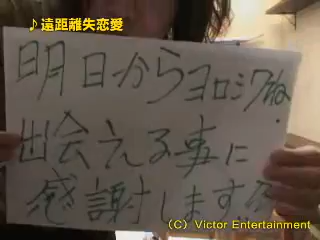 ♪遠距離失恋愛
明日からヨロシクね.
出会える事に
感謝します
(C) Victor Entertainment